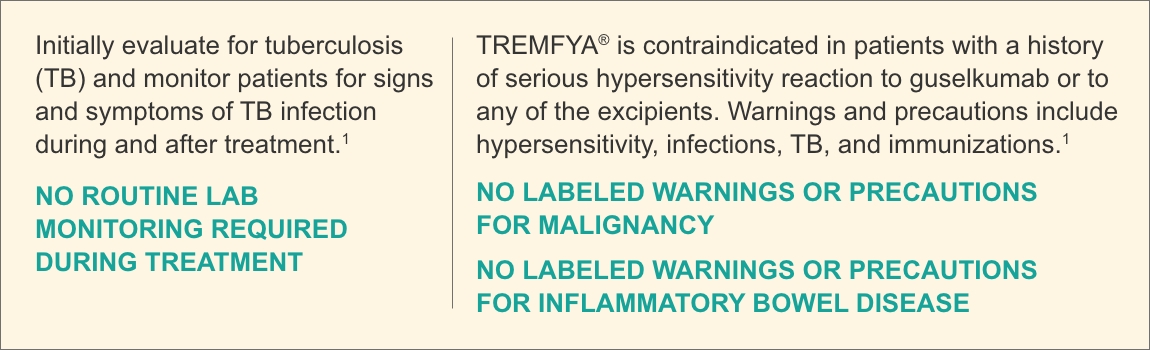 Initially evaluate for tuberculosis
(TB) and monitor patients for signs
and symptoms of TB infection
during and after treatment.¹
NO ROUTINE LAB
MONITORING REQUIRED
DURING TREATMENT
TREMFYA® is contraindicated in patients with a history
of serious hypersensitivity reaction to guselkumab or to
any of the excipients. Warnings and precautions include
hypersensitivity, infections, TB, and immunizations.¹
NO LABELED WARNINGS OR PRECAUTIONS
FOR MALIGNANCY
NO LABELED WARNINGS OR PRECAUTIONS
FOR INFLAMMATORY BOWEL DISEASE